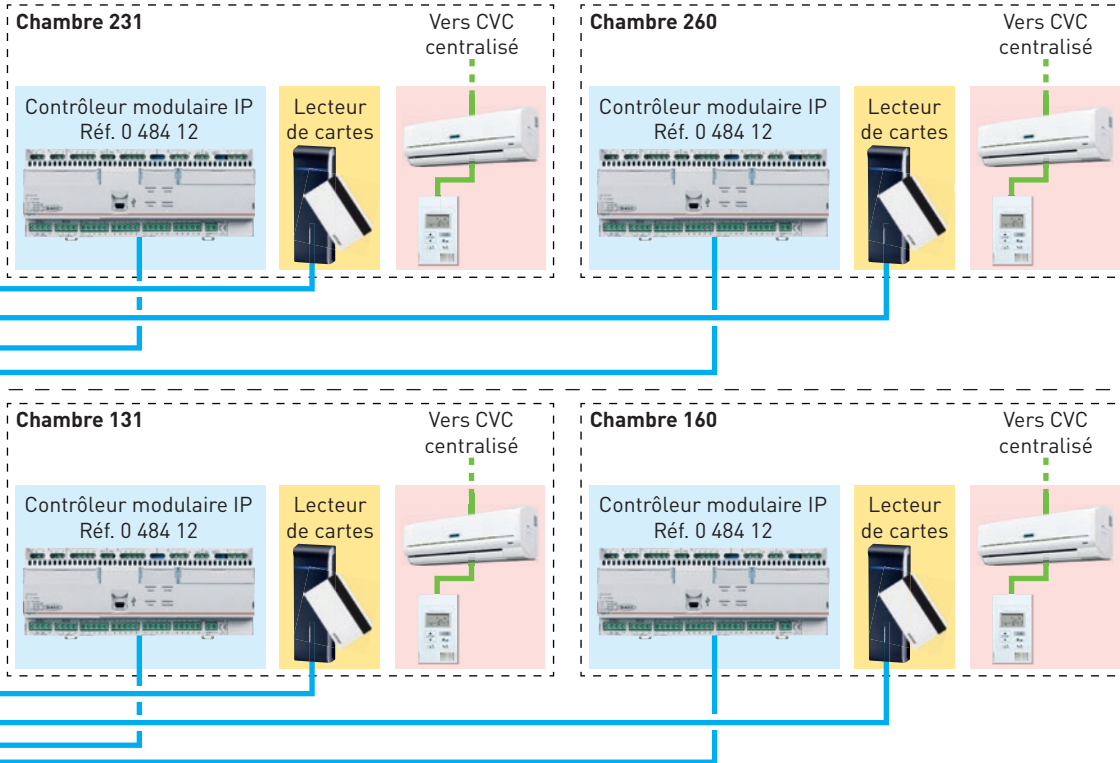 Chambre 231
Vers CVC
centralisé
Contrôleur modulaire IP
Réf. 0 484 12
Lecteur
de cartes
Chambre 260
Vers CVC
centralisé
Contrôleur modulaire IP
Réf. 0 484 12
Lecteur
de cartes
Chambre 131
Vers CVC
centralisé
Contrôleur modulaire IP
Réf. 0 484 12
Lecteur
de cartes
Chambre 160
Vers CVC
centralisé
Contrôleur modulaire IP
Réf. 0 484 12
Lecteur
de cartes